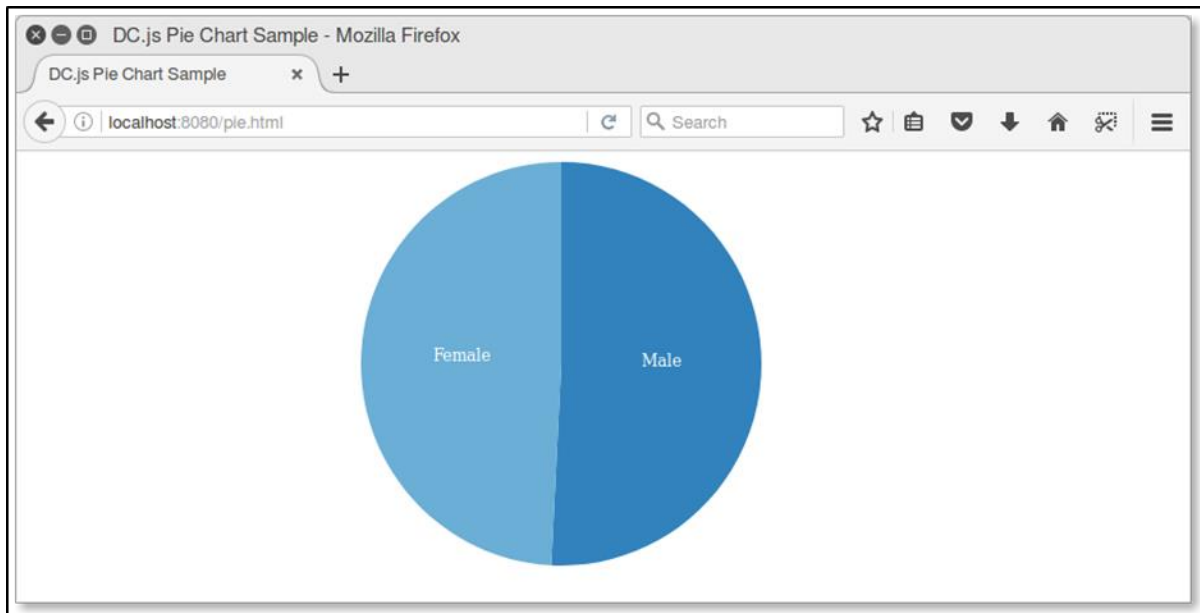 DC.js Pie Chart Sample - Mozilla Firefox
DC.js Pie Chart Sample
localhost:8080/pie.html
Search
Female
Male